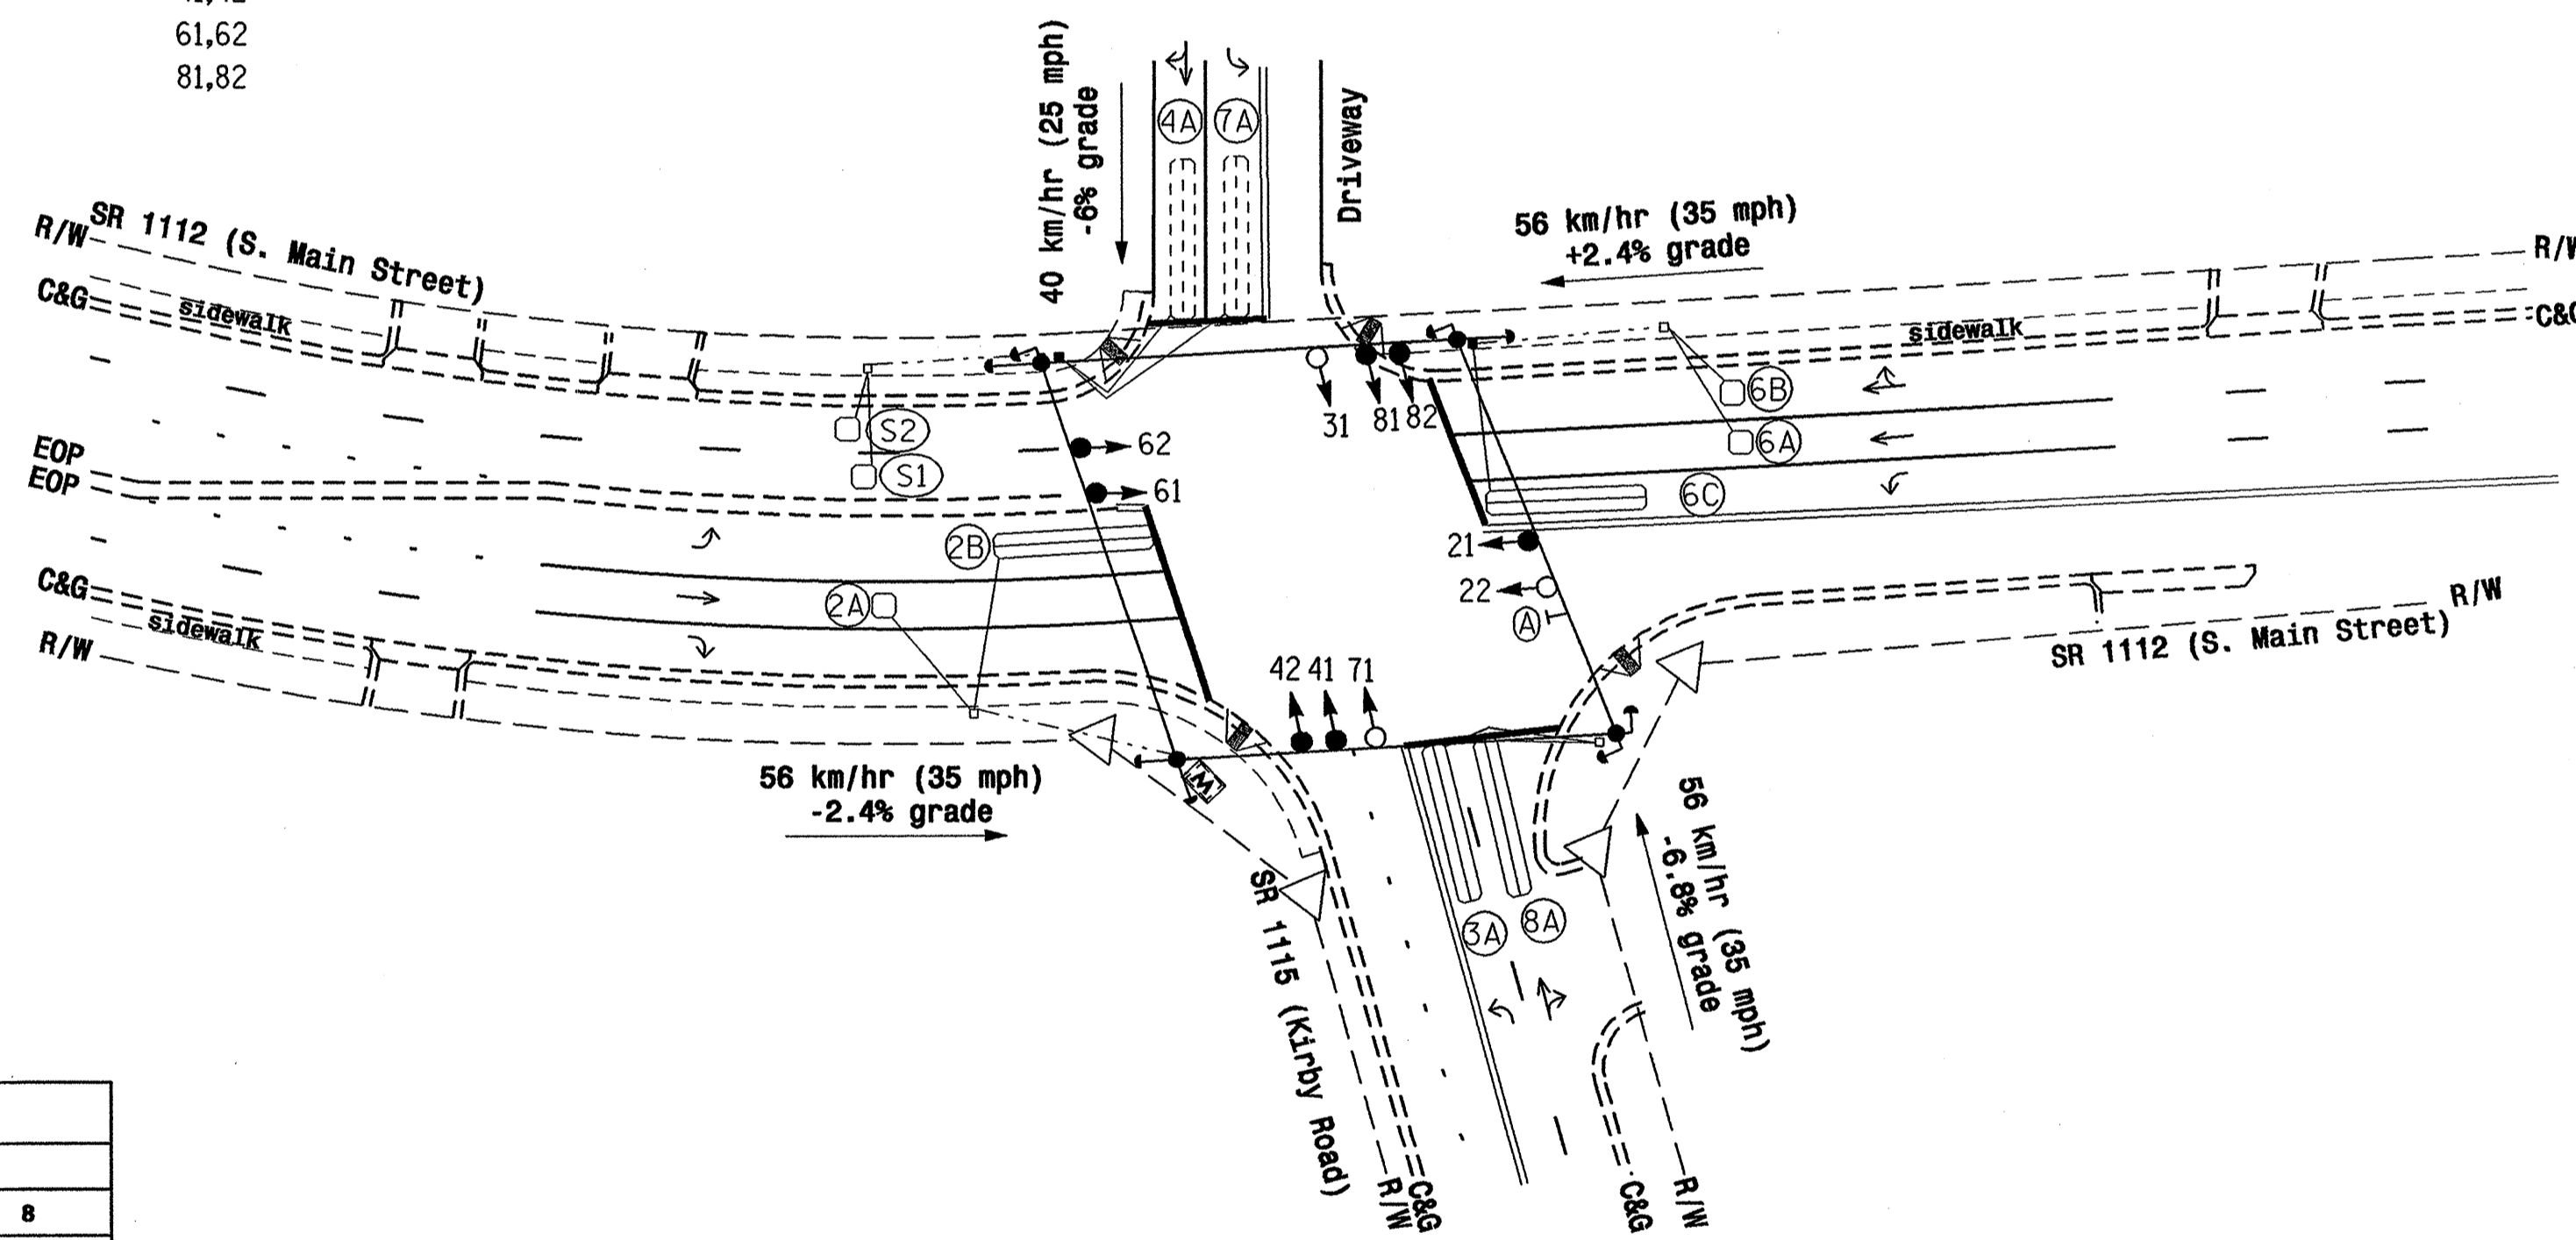 61,62
81,82
40 km/hr (25 mph)
-6% grade
4A
7A
Driveway
56 km/hr (35 mph)
+2.4% grade
R/W
SR 1112 (S. Main Street)
C&G
sidewalk
sidewalk
S2
S1
62
61
31
81
82
6B
6A
6C
EOP
EOP
2B
2A
21
22
A
C&G
sidewalk
R/W
R/W
SR 1112 (S. Main Street)
42
41
71
M
56 km/hr (35 mph)
-2.4% grade
56 km/hr (35 mph)
-6.8% grade
SR 1115 (Kirby Road)
3A
8A
R/W
C&G
C&G
R/W
8